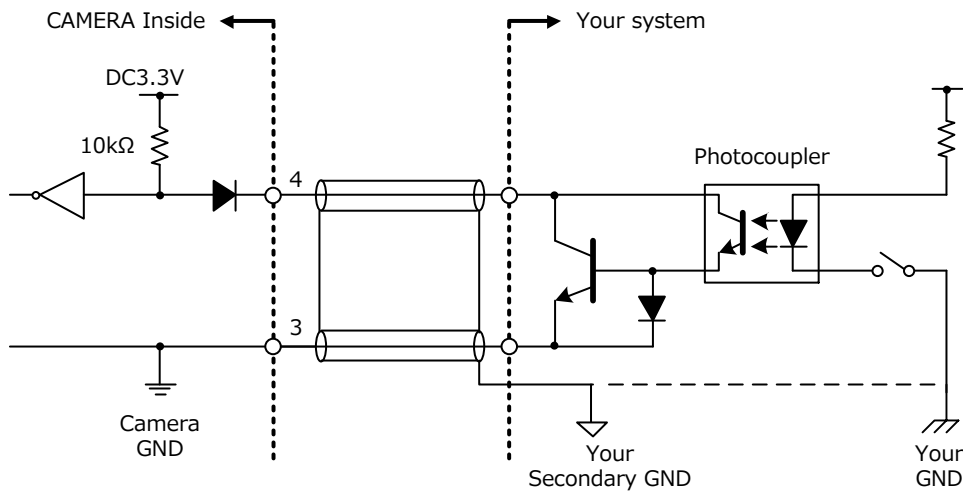 CAMERA Inside
Your system
DC3.3V
10kΩ
4
Photocoupler
3
Camera
GND
Your
Secondary GND
Your
GND